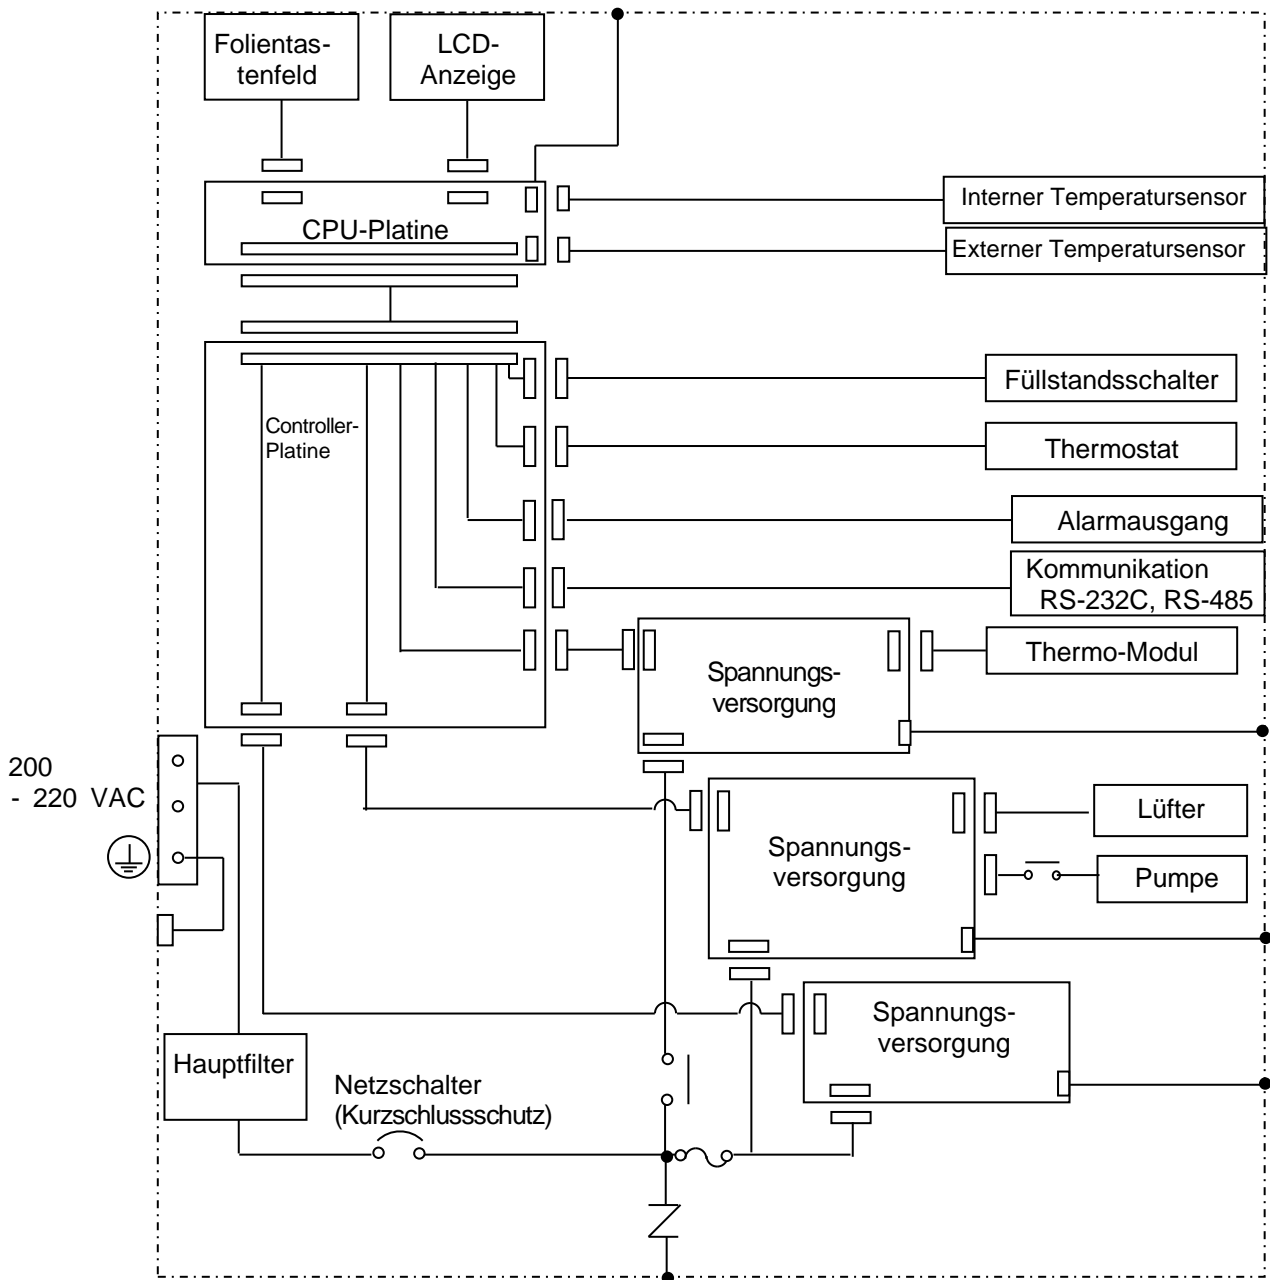 Folientas-
tenfeld
LCD-
Anzeige
CPU-Platine
Interner Temperatursensor
Externer Temperatursensor
Controller-
Platine
Füllstandsschalter
Thermostat
Alarmausgang
Kommunikation
RS-232C, RS-485
Thermo-Modul
Spannungs-
versorgung
200
- 220 VAC
Lüfter
Spannungs-
versorgung
Pumpe
Spannungs-
versorgung
Hauptfilter
Netzschalter
(Kurzschlussschutz)